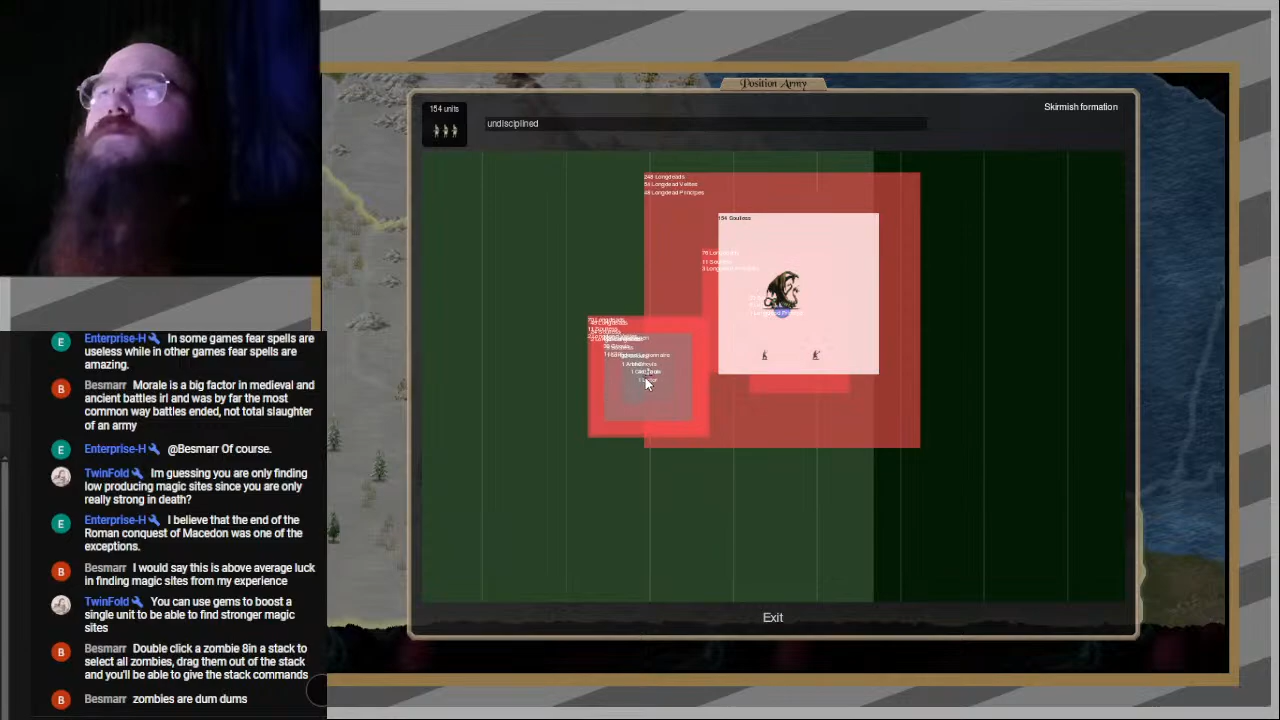 Position Army
154 units
Skirmish formation
undisciplined
248 Longdeads
54 Longdead Velites
48 Longdead Principes
154 Soulless
Exit
Enterprise-H In some games fear spells are
useless while in other games fear spells are
amazing.
Besmarr Morale is a big factor in medieval and
ancient battles irl and was by far the most
common way battles ended, not total slaughter
of an army
Enterprise-H @Besmarr Of course.
TwinFold Im guessing you are only finding
low producing magic sites since you are only
really strong in death?
Enterprise-H I believe that the end of the
Roman conquest of Macedon was one of the
exceptions.
Besmarr I would say this is above average luck
in finding magic sites from my experience
TwinFold You can use gems to boost a
single unit to be able to find stronger magic
sites
Besmarr Double click a zombie 8in a stack to
select all zombies, drag them out of the stack
and you'll be able to give the stack commands
Besmarr zombies are dum dums